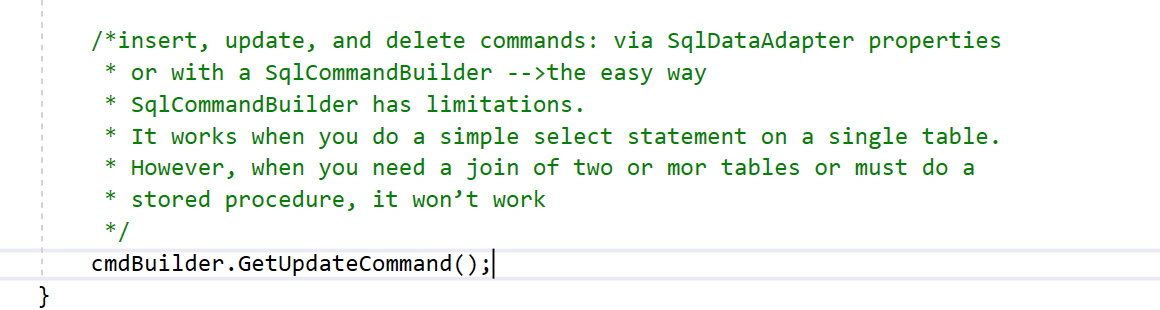 /*insert, update, and delete commands: via SqlDataAdapter properties
* or with a SqlCommandBuilder -->the easy way
* SqlCommandBuilder has limitations.
* It works when you do a simple select statement on a single table.
* However, when you need a join of two or mor tables or must do a
* stored procedure, it won’t work
*/
cmdBuilder.GetUpdateCommand();
}